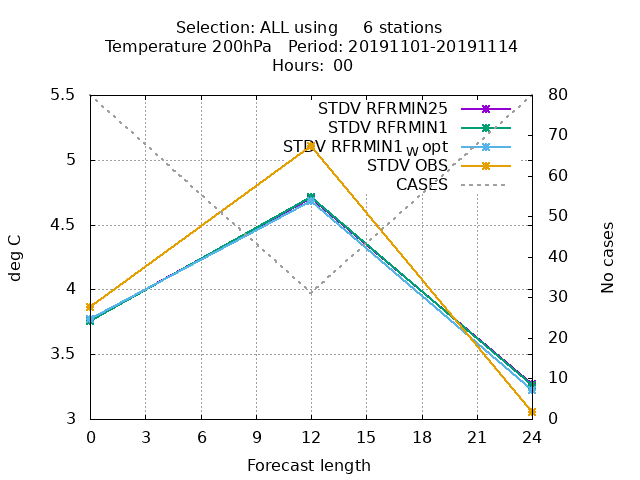 Selection: ALL using 6 stations
Temperature 200hPa Period: 20191101-20191114
Hours: 00
5.5
5
4.5
4
3.5
3
80
70
60
50
40
30
20
10
0
STDV RFRMIN25
STDV RFRMIN1
STDV RFRMIN1 w opt
STDV OBS
CASES
deg C
No cases
0 3 6 9 12 15 18 21 24
Forecast length